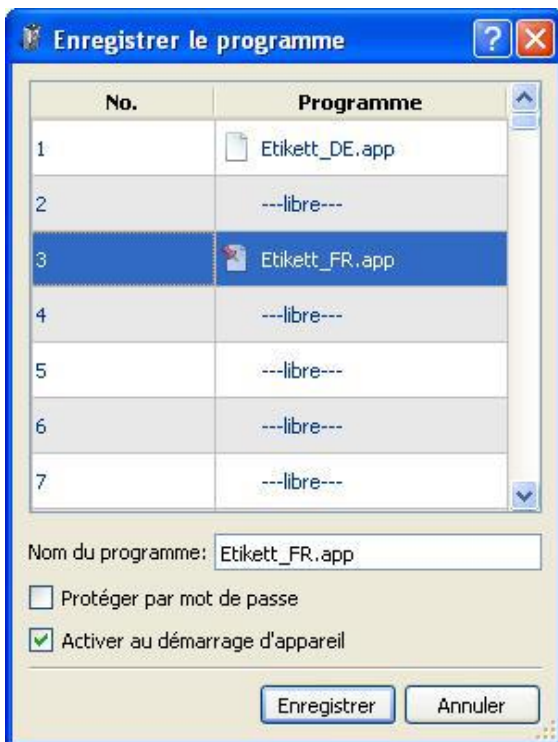 Enregistrer le programme
No. Programme
1 Etikett_DE.app
2 ---libre---
3 Etikett_FR.app
4 ---libre---
5 ---libre---
6 ---libre---
7 ---libre---
Nom du programme: Etikett_FR.app
Protéger par mot de passe
Activer au démarrage d'appareil
Enregistrer Annuler